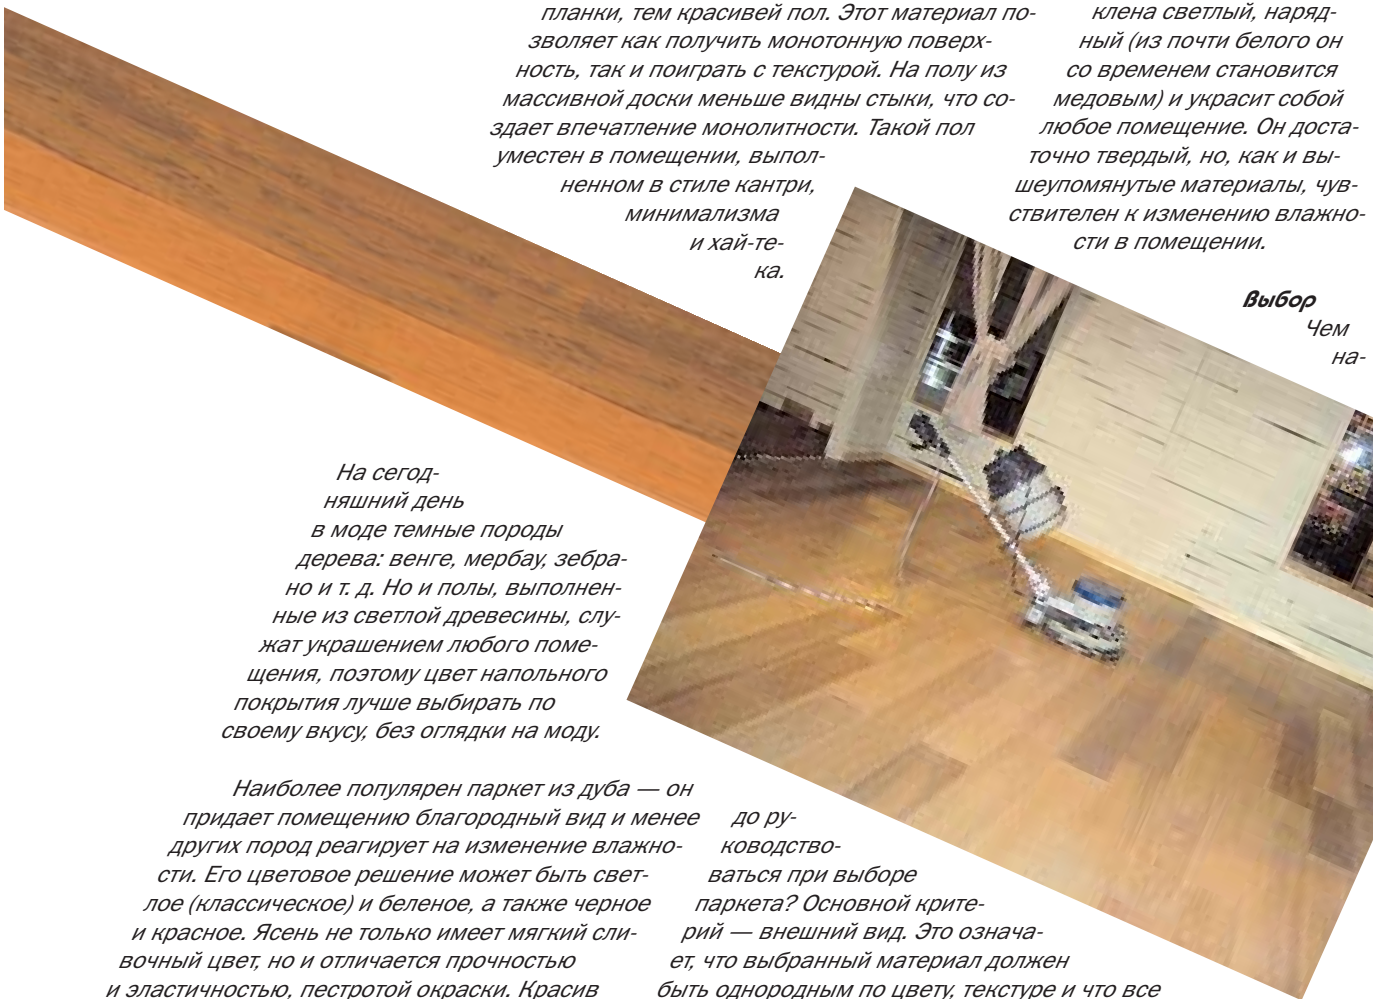 планки, тем красивей пол. Этот материал по-
зволяет как получить монотонную поверх-
ность, так и поиграть с текстурой. На полу из
массивной доски меньше видны стыки, что со-
здает впечатление монолитности. Такой пол
уместен в помещении, выпол-
ненном в стиле кантри,
минимализма
и хай-те-
ка.
На сегод-
няшний день
в моде темные породы
дерева: венге, мербау, зебра-
но и т. д. Но и полы, выполнен-
ные из светлой древесины, слу-
жат украшением любого поме-
щения, поэтому цвет напольного
покрытия лучше выбирать по
своему вкусу, без оглядки на моду.
Наиболее популярен паркет из дуба — он
придает помещению благородный вид и менее
других пород реагирует на изменение влажно-
сти. Его цветовое решение может быть свет-
лое (классическое) и беленое, а также черное
и красное. Ясень не только имеет мягкий сли-
вочный цвет, но и отличается прочностью
и эластичностью, пестротой окраски. Красив
клена светлый, наряд-
ный (из почти белого он
со временем становится
медовым) и украсит собой
любое помещение. Он доста-
точно твердый, но, как и вы-
шеупомянутые материалы, чув-
ствителен к изменению влажно-
сти в помещении.
Выбор
Чем
на-
до ру-
ководство-
ваться при выборе
паркета? Основной крите-
рий — внешний вид. Это означа-
ет, что выбранный материал должен
быть однородным по цвету, текстуре и что все